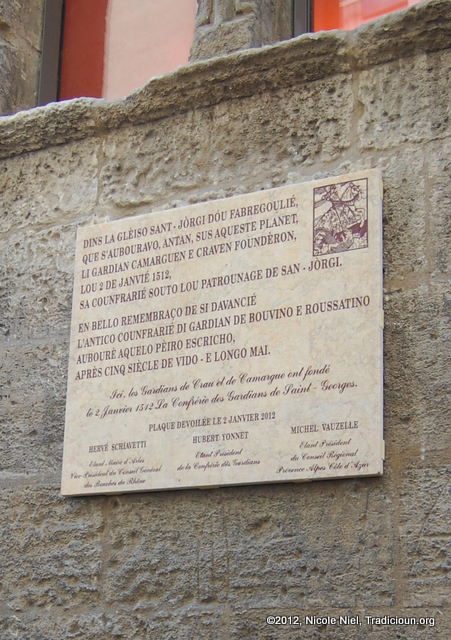 DINS LA GLÈISO SANT - JÒRGI DÓU FABREGOULIÉ,
QUE S'AUBOURAVO, ANTAN, SUS AQUESTE PLANET,
LI GARDIAN CAMARGUEN E CRAVEN FOUNDÈRON,
LOU 2 DE JANVIÉ 1512,
SA COUNFRARIÉ SOUTO LOU PATROUNAGE DE SAN - JÒRGI.
EN BELLO REMEMBRAÇO DE SI DAVANCIÉ
L'ANTICO COUNFRARIÉ DI GARDIAN DE BOUVINO E ROUSSATINO
AUBOURÈ AQUELO PÈIRO ESCRICHO,
APRÈS CINQ SIÈCLE DE VIDO - E LONGO MAI.
Ici, les Gardians de Crau et de Camargue ont fondé
le 2 Janvier 1512 La Confrérie des Gardians de Saint - Georges.
PLAQUE DEVOILÉE LE 2 JANVIER 2012
HERVÉ SCHIAVETTI
Etant Maire d'Arles
Vice-Président du Conseil Général
des Bouches du Rhône
HUBERT YONNET
Etant Président
de la Confrérie dès Gardians
MICHEL VAUZELLE
Etant Président
du Conseil Régional
Provence Alpes Côte d'Azur
©2012, Nicole Niel, Tradicioun.org